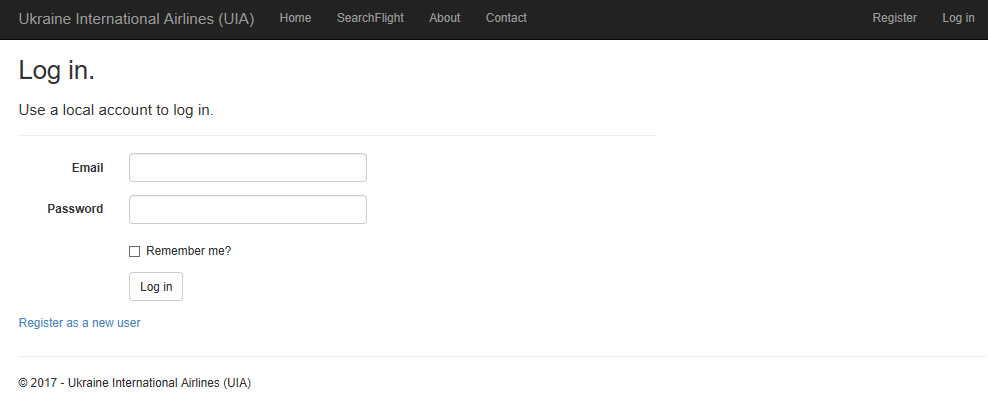 Ukraine International Airlines (UIA) Home SearchFlight About Contact Register Log in
Log in.
Use a local account to log in.
Email
Password
Remember me?
Log in
Register as a new user
© 2017 - Ukraine International Airlines (UIA)